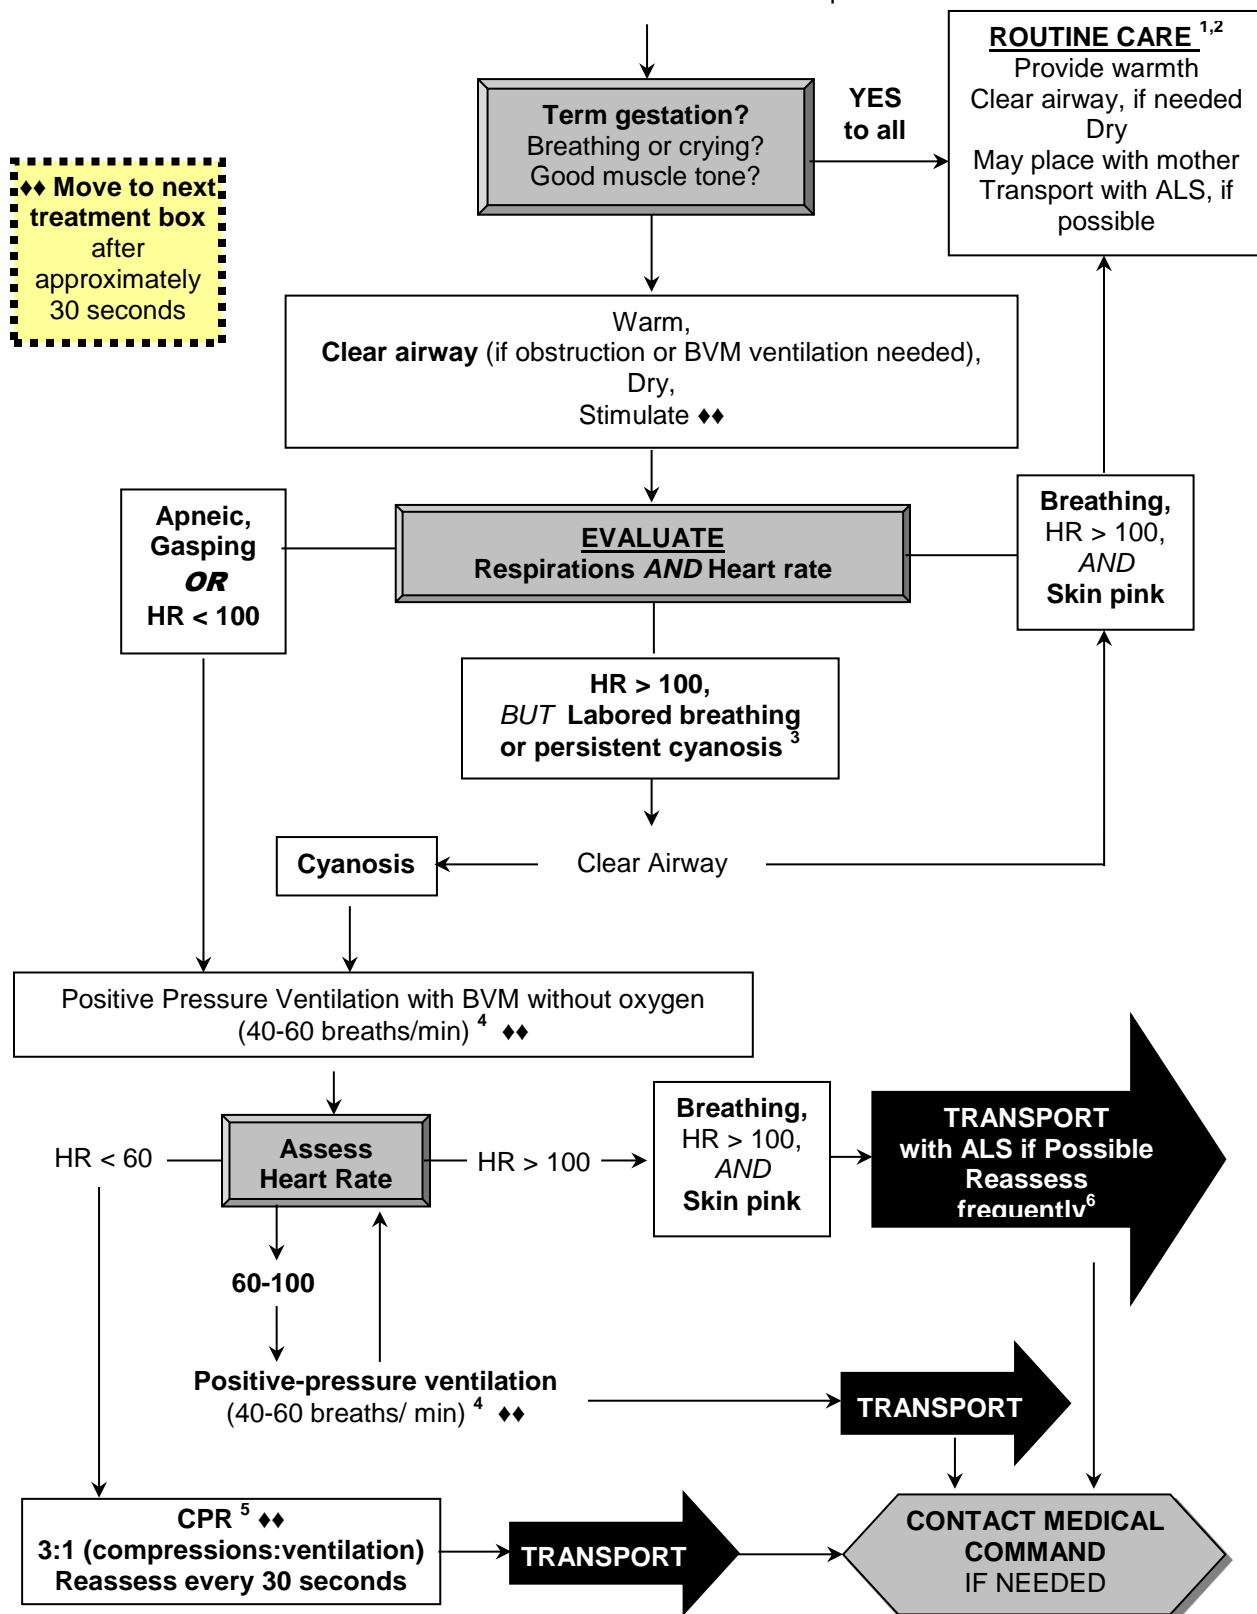 ROUTINE CARE 1,2
Provide warmth
Clear airway, if needed
Dry
May place with mother
Transport with ALS, if
possible
Term gestation?
Breathing or crying?
Good muscle tone?
YES
to all
♦♦ Move to next
treatment box
after
approximately
30 seconds
Warm,
Clear airway (if obstruction or BVM ventilation needed),
Dry,
Stimulate ♦♦
Apneic,
Gasping
OR
HR < 100
EVALUATE
Respirations AND Heart rate
Breathing,
HR > 100,
AND
Skin pink
HR > 100,
BUT Labored breathing
or persistent cyanosis 3
Cyanosis
Clear Airway
Positive Pressure Ventilation with BVM without oxygen
(40-60 breaths/min) 4 ♦♦
HR < 60
Assess
Heart Rate
HR > 100
Breathing,
HR > 100,
AND
Skin pink
TRANSPORT
with ALS if Possible
Reassess
frequently6
60-100
Positive-pressure ventilation
(40-60 breaths/ min) 4 ♦♦
TRANSPORT
CPR 5 ♦♦
3:1 (compressions:ventilation)
Reassess every 30 seconds
TRANSPORT
CONTACT MEDICAL
COMMAND
IF NEEDED